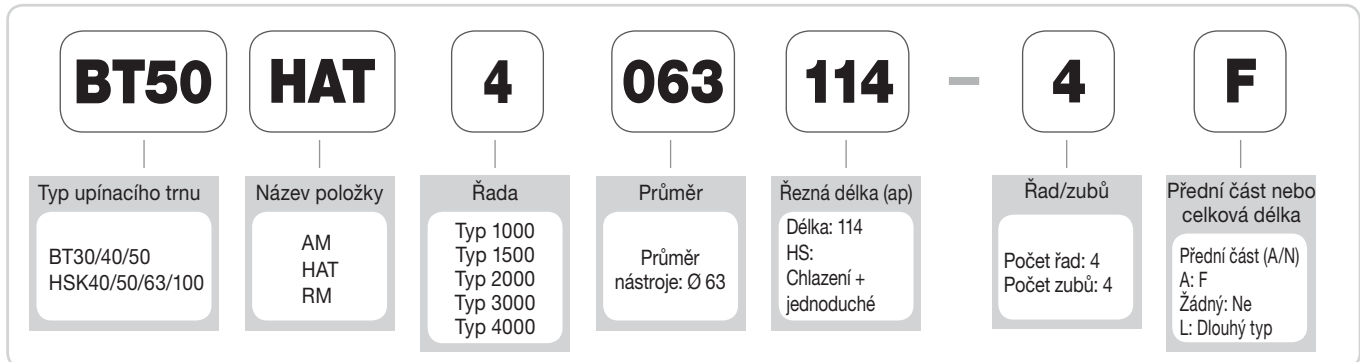 BT50 HAT 4 063 114 - 4 F
Typ upínacího trnu
BT30/40/50
HSK40/50/63/100
Název položky
AM
HAT
RM
Řada
Typ 1000
Typ 1500
Typ 2000
Typ 3000
Typ 4000
Průměr
Průměr
nástroje: Ø 63
Řezná délka (ap)
Délka: 114
HS:
Chlazení +
jednoduché
Řad/zubů
Počet řad: 4
Počet zubů: 4
Přední část nebo
celková délka
Přední část (A/N)
A: F
Žádný: Ne
L: Dlouhý typ